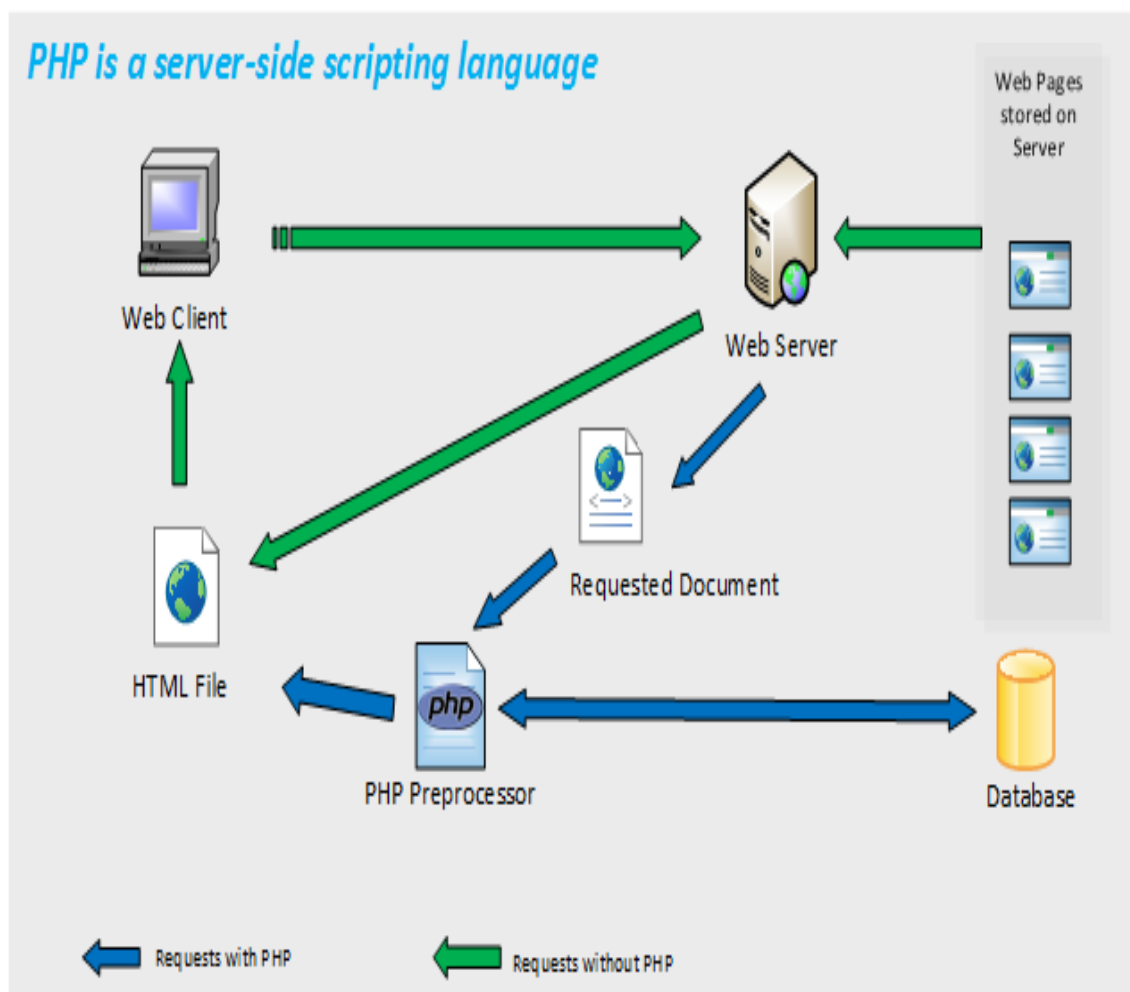 PHP is a server-side scripting language
Web Pages
stored on
Server
Web Client
Web Server
< >
Requested Document
HTML File
php
PHP Preprocessor
Database
Requests with PHP
Requests without PHP